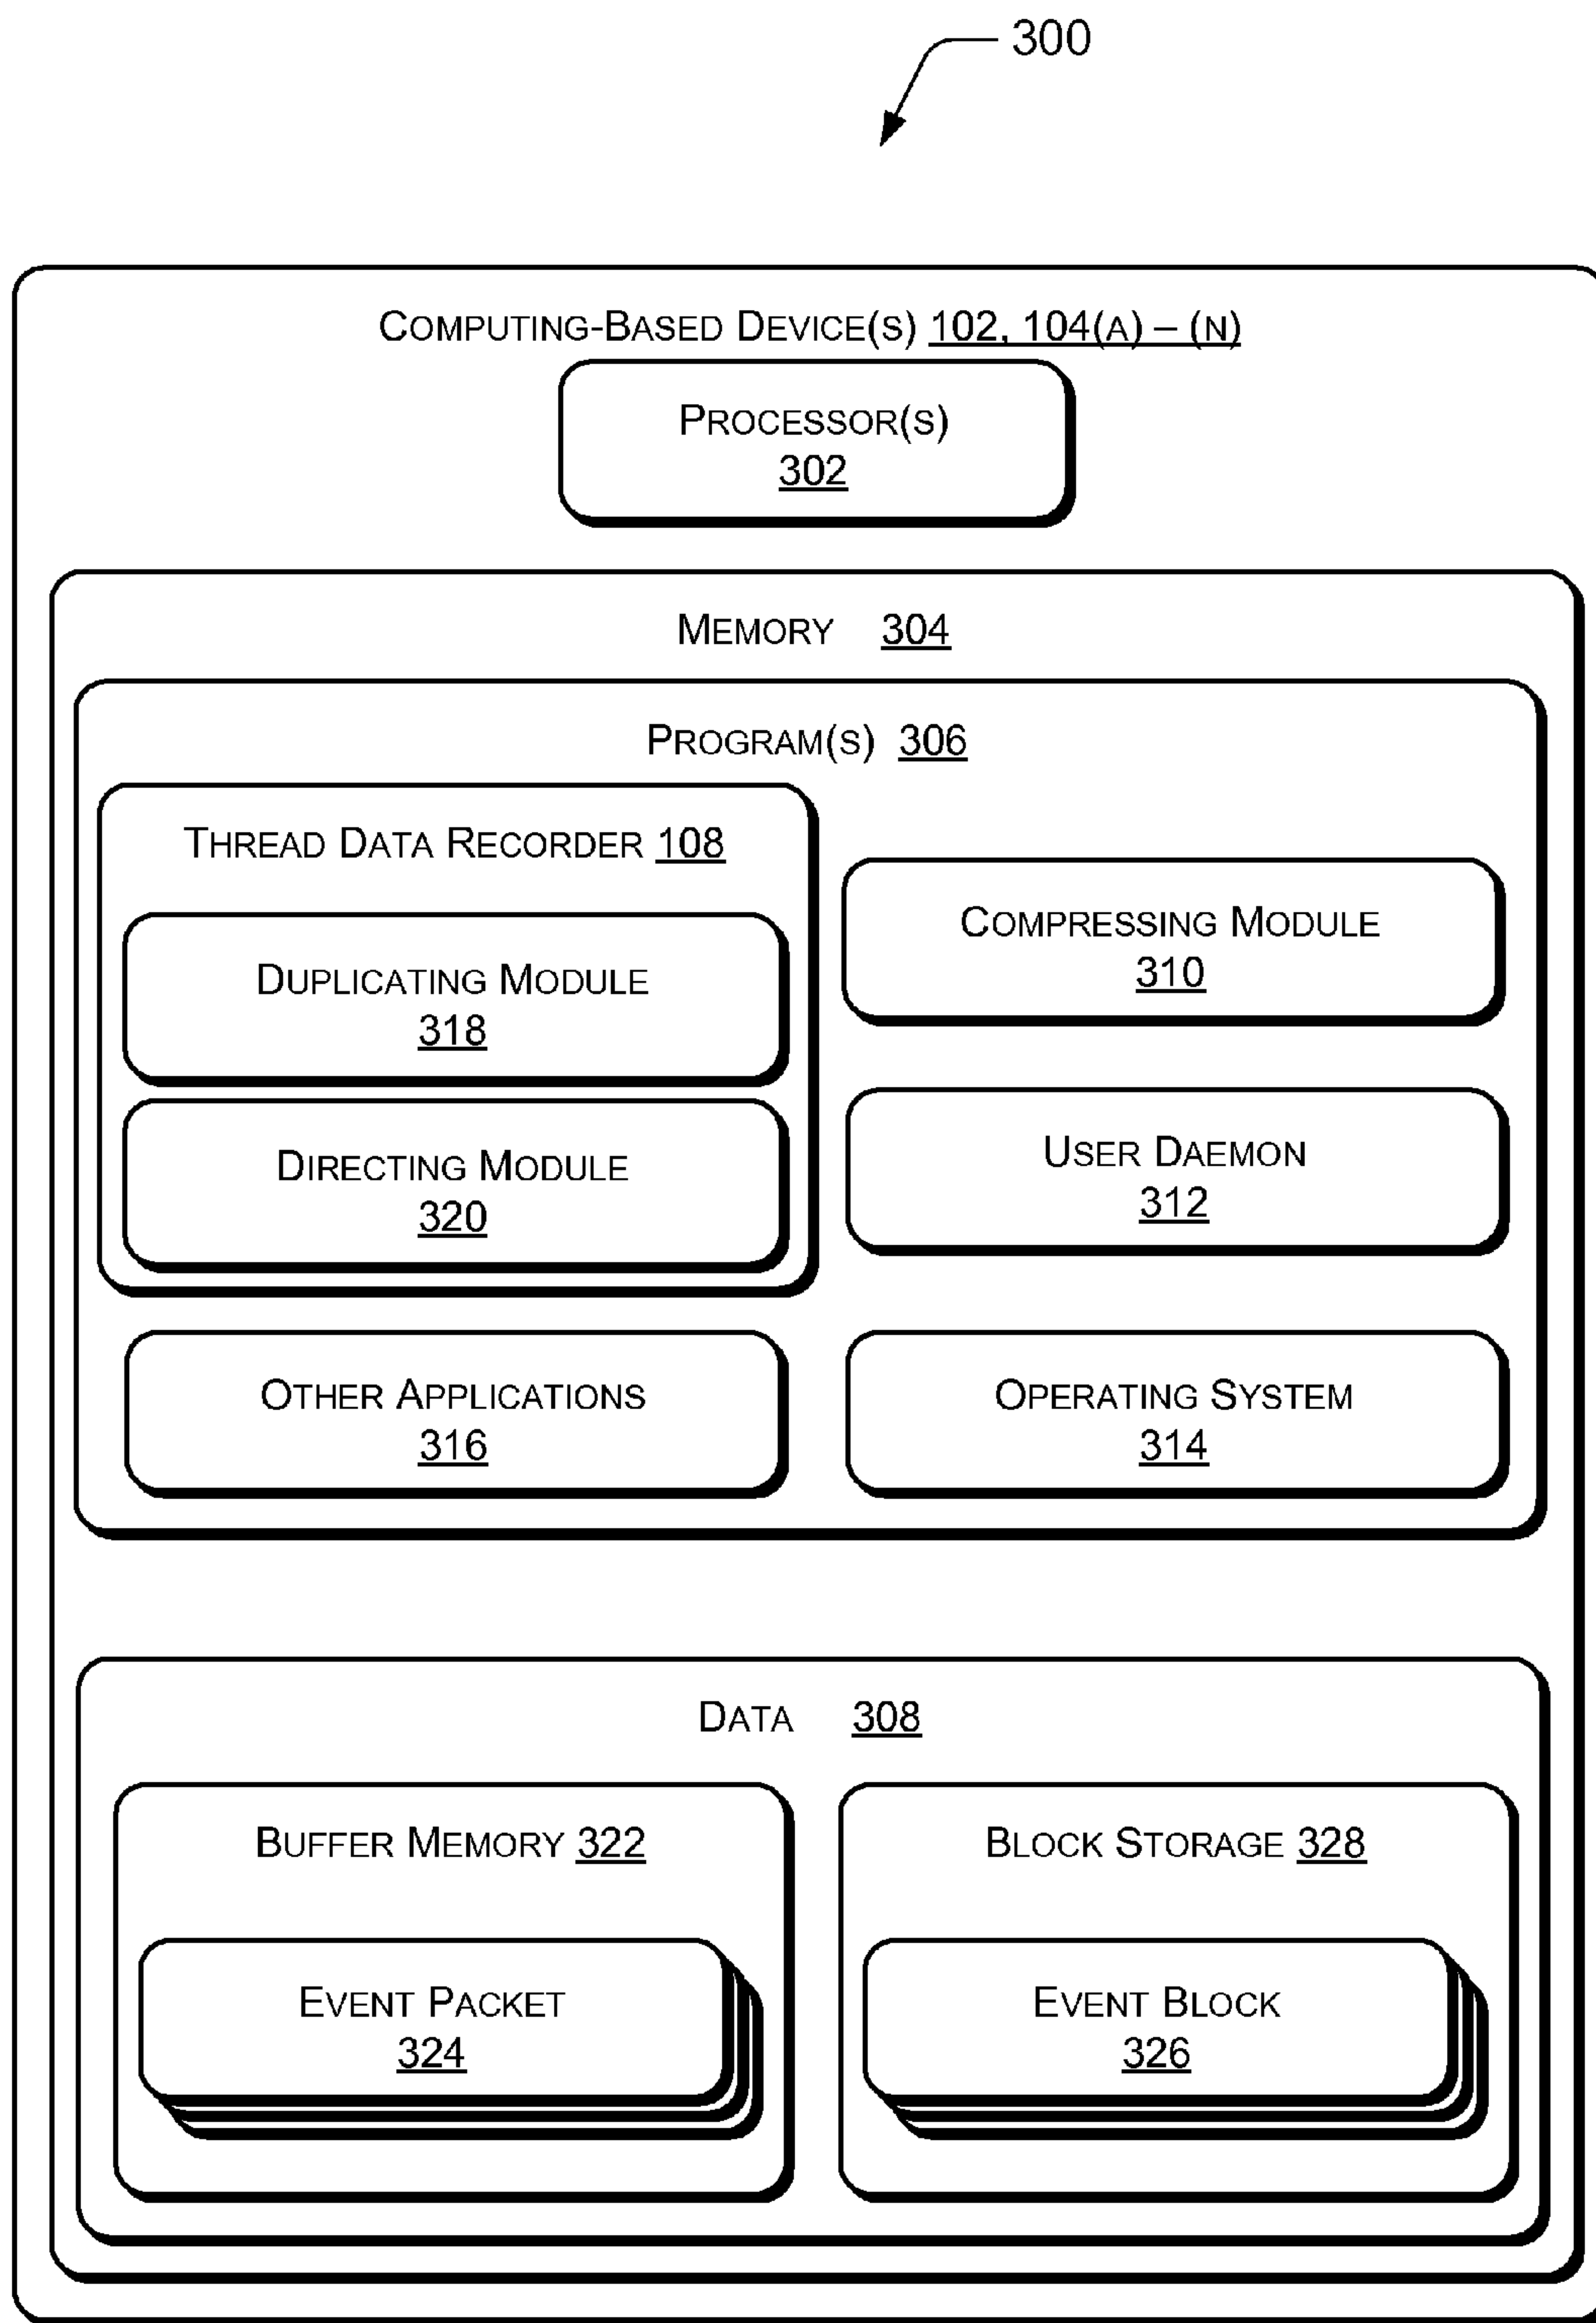 300
COMPUTING-BASED DEVICE(S) 102, 104(A) – (N)
PROCESSOR(S)
302
MEMORY 304
PROGRAM(S) 306
THREAD DATA RECORDER 108
DUPLICATING MODULE
318
DIRECTING MODULE
320
COMPRESSING MODULE
310
USER DAEMON
312
OTHER APPLICATIONS
316
OPERATING SYSTEM
314
DATA 308
BUFFER MEMORY 322
EVENT PACKET
324
BLOCK STORAGE 328
EVENT BLOCK
326